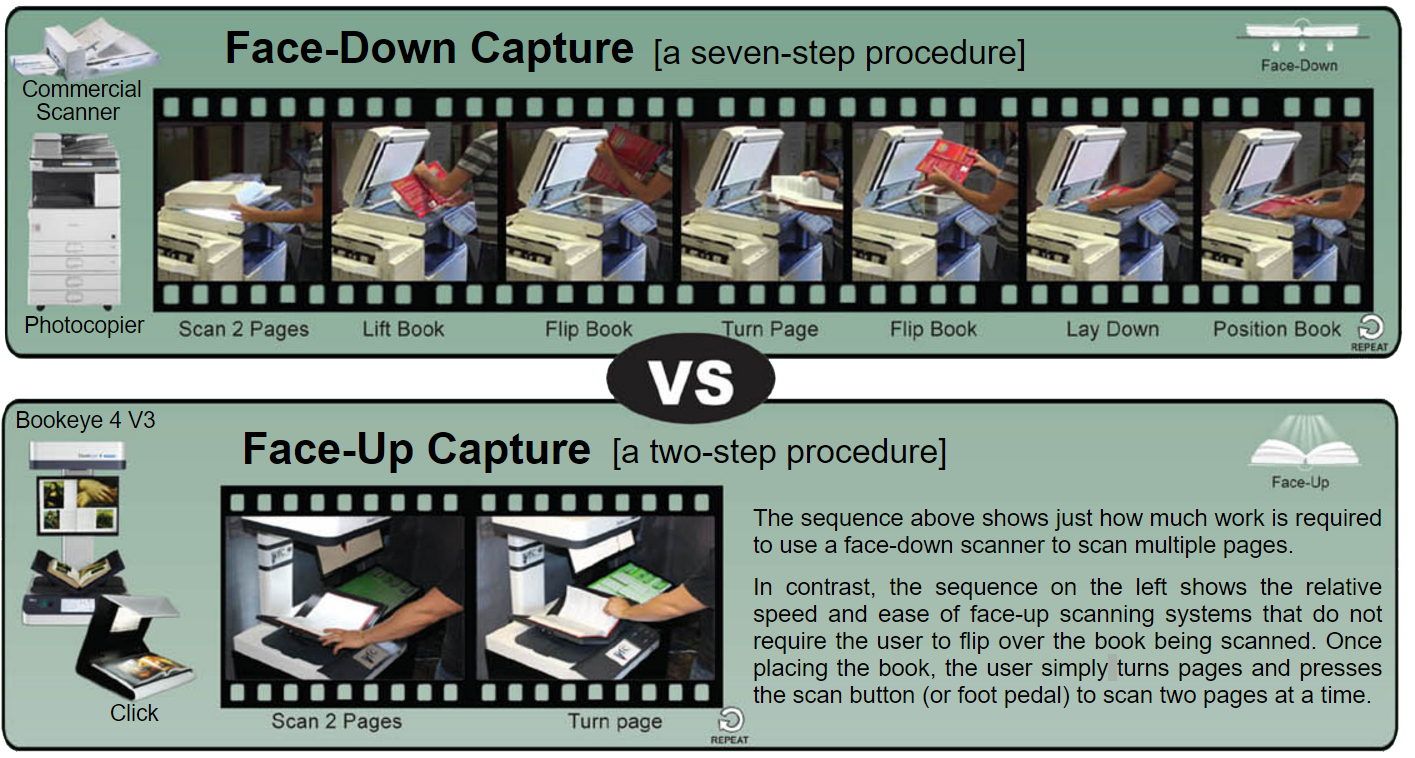 Face-Down Capture [a seven-step procedure]
Face-Down
Commercial
Scanner
Photocopier
Scan 2 Pages
Lift Book
Flip Book
Turn Page
Flip Book
Lay Down
Position Book
REPEAT
VS
Bookeye 4 V3
Face-Up Capture [a two-step procedure]
Face-Up
Click
Scan 2 Pages
Turn page
REPEAT
The sequence above shows just how much work is required
to use a face-down scanner to scan multiple pages.
In contrast, the sequence on the left shows the relative
speed and ease of face-up scanning systems that do not
require the user to flip over the book being scanned. Once
placing the book, the user simply turns pages and presses
the scan button (or foot pedal) to scan two pages at a time.